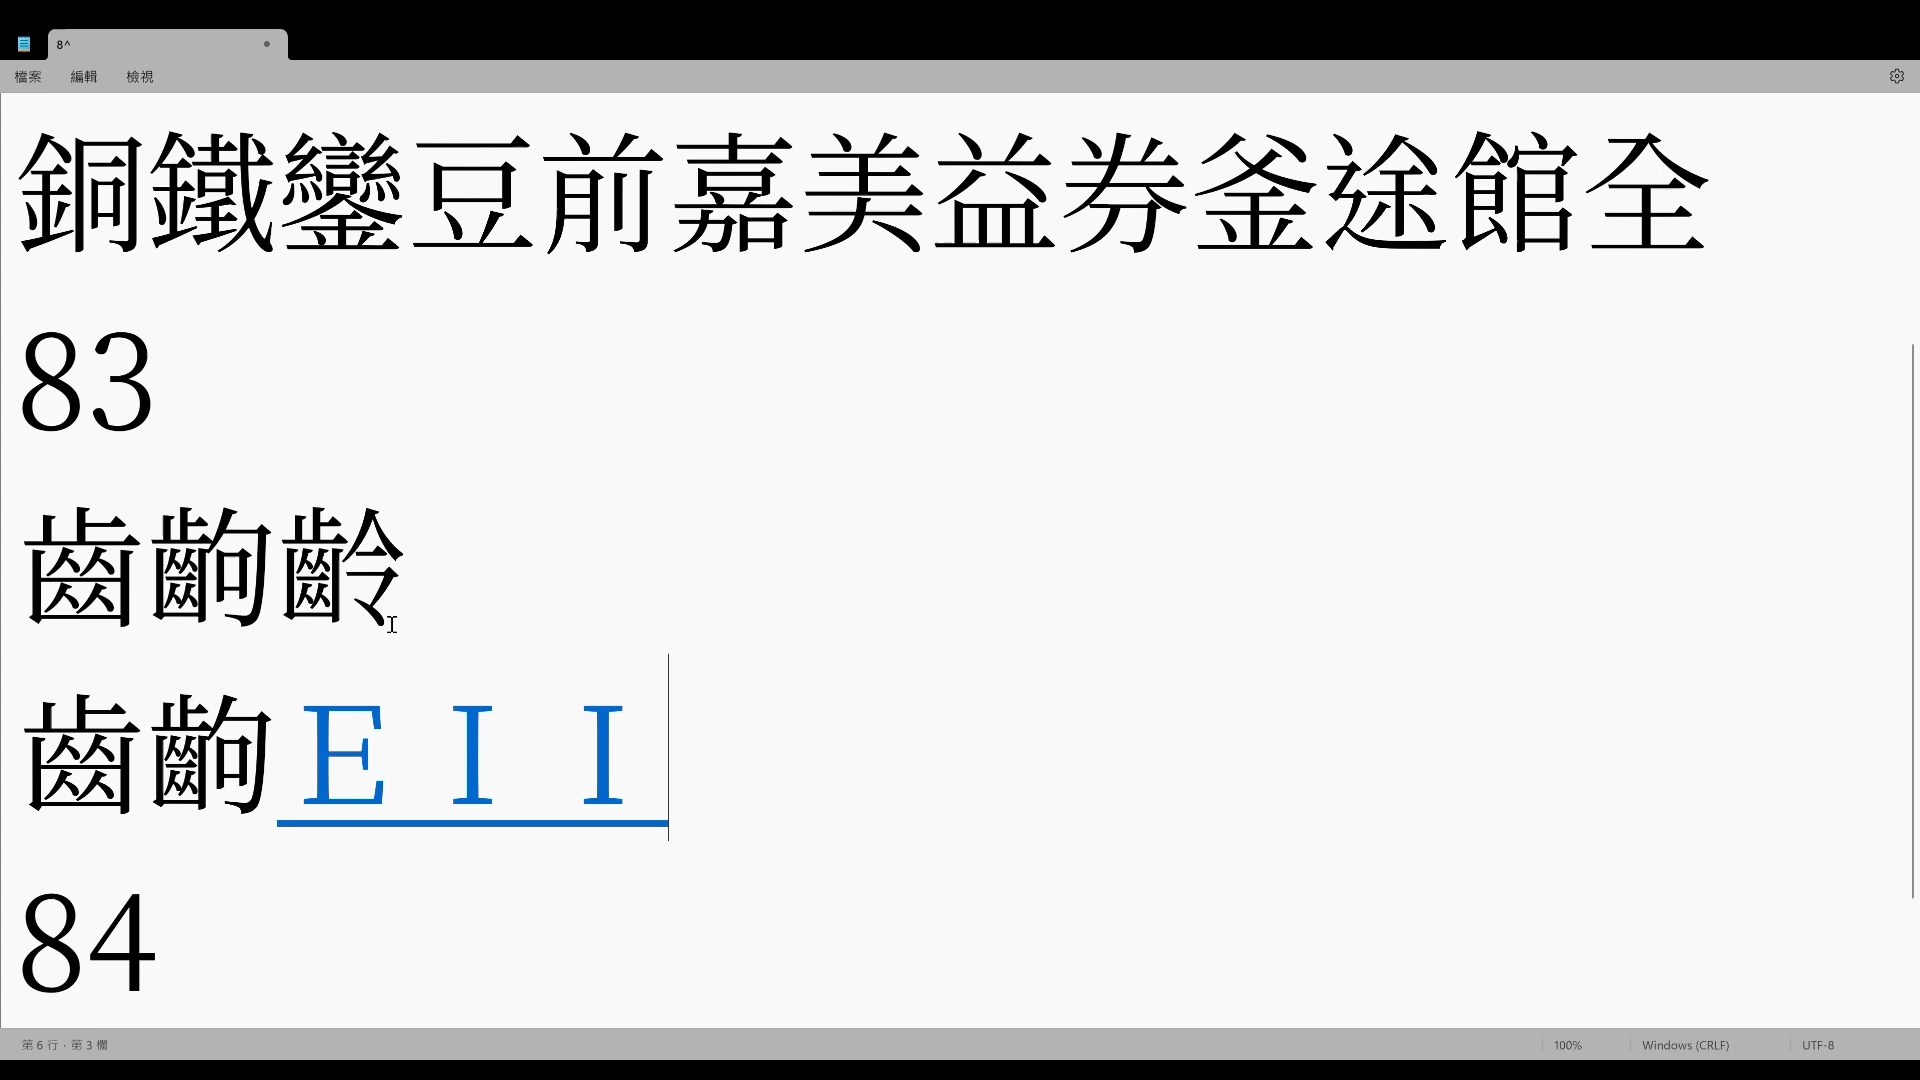 8^
檔案 編輯 檢視
銅鐵鑾豆前嘉美益券釜途館全
83
齒齁齡
齒齁ＥＩＩ
84
第 6 行 · 第 3 欄 100% Windows (CRLF) UTF-8